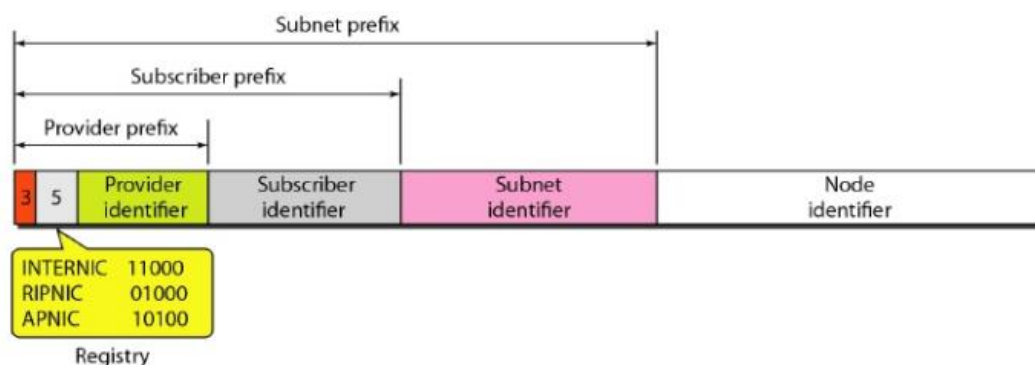 Subnet prefix
Subscriber prefix
Provider prefix
3 5 Provider identifier Subscriber identifier Subnet identifier Node identifier
INTERNIC 11000
RIPNIC 01000
APNIC 10100
Registry